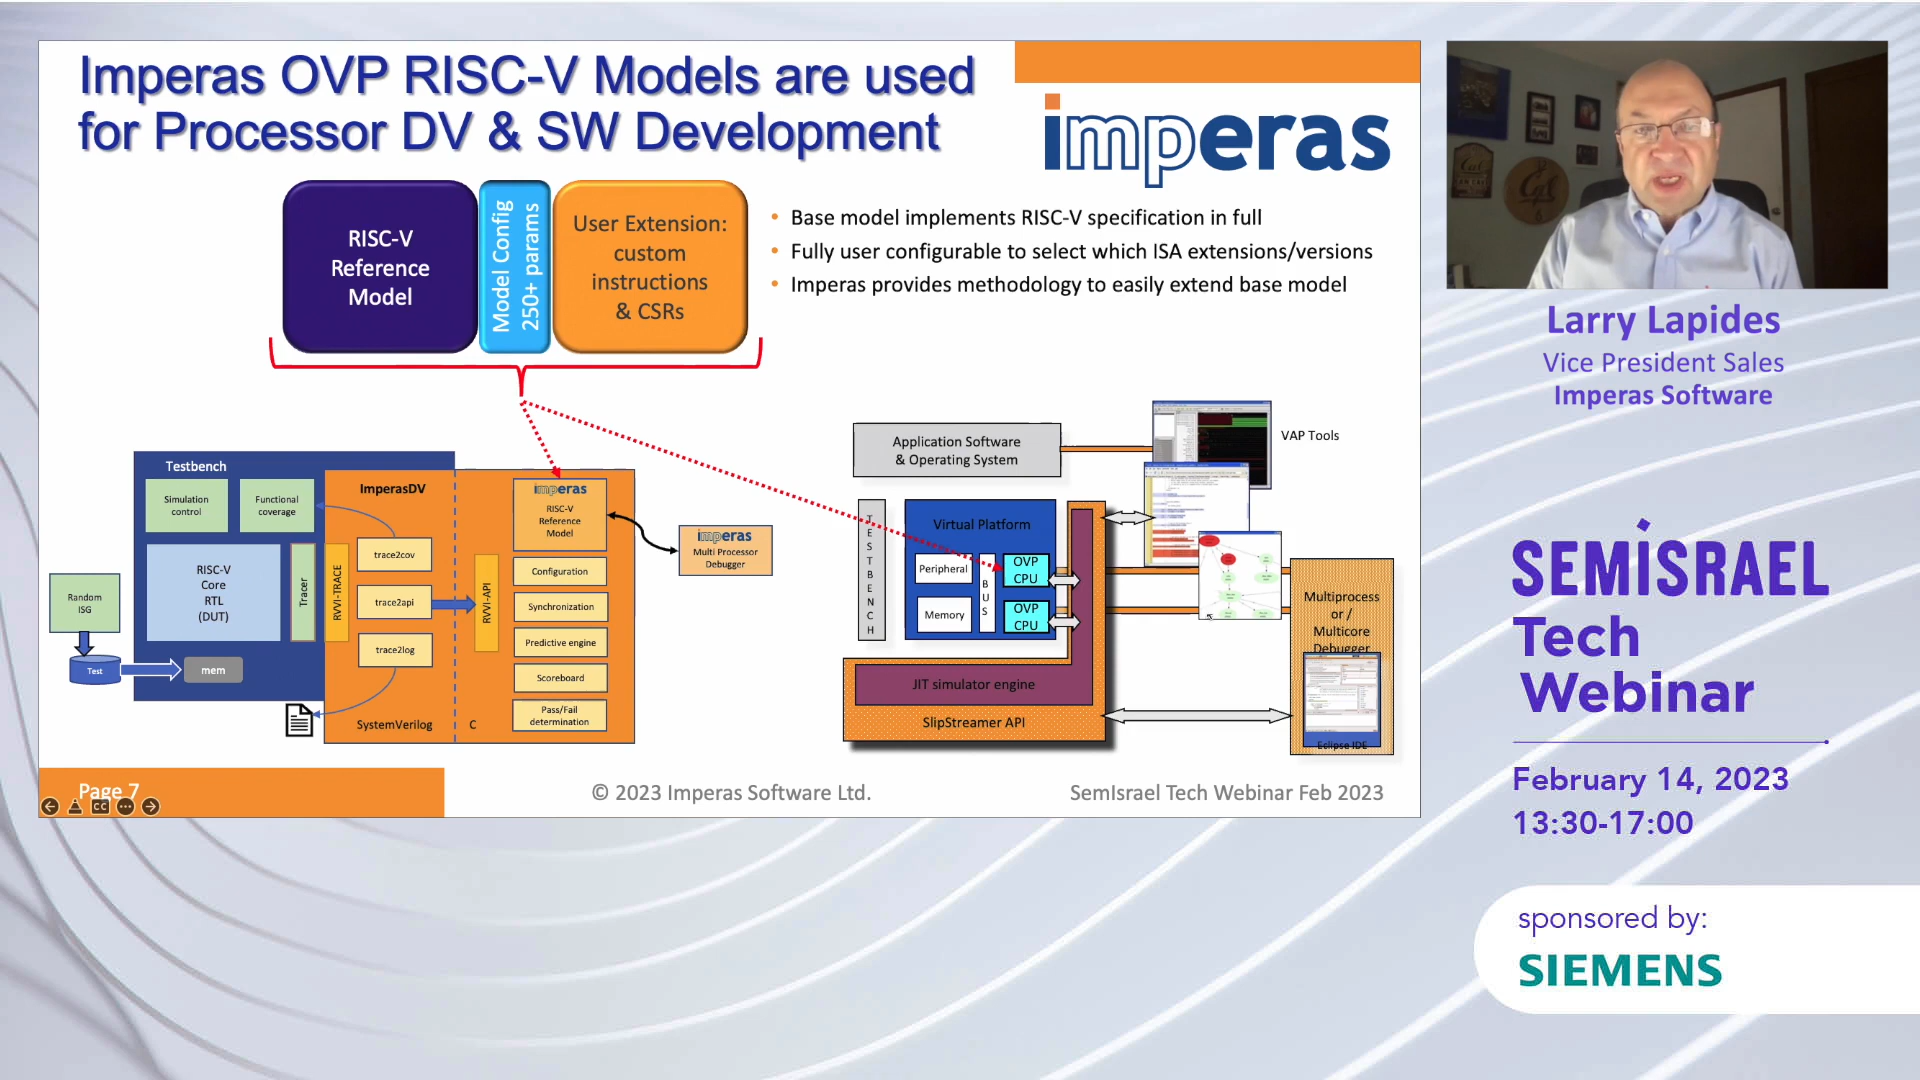 Imperas OVP RISC-V Models are used
for Processor DV & SW Development
imperas
RISC-V
Reference
Model
Model Config
250+ params
User Extension:
custom
instructions
& CSRs
• Base model implements RISC-V specification in full
• Fully user configurable to select which ISA extensions/versions
• Imperas provides methodology to easily extend base model
Testbench
Simulation
control
Functional
coverage
RISC-V
Core
RTL
(DUT)
Tracer
RVVI-TRACE
Random
ISG
Test
mem
ImperasDV
trace2cov
trace2api
trace2log
SystemVerilog
RVVI-API
C
imperas
RISC-V
Reference
Model
Configuration
Synchronization
Predictive engine
Scoreboard
Pass/Fail
determination
imperas
Multi Processor
Debugger
Application Software
& Operating System
VAP Tools
TESTBENCH
Virtual Platform
Peripheral
Memory
BUS
OVP
CPU
OVP
CPU
JIT simulator engine
SlipStreamer API
Multiprocess
or /
Multicore
Debugger
Eclipse IDE
Page 7
CC
© 2023 Imperas Software Ltd.
SemIsrael Tech Webinar Feb 2023
Cal
Larry Lapides
Vice President Sales
Imperas Software
SEMISRAEL
Tech
Webinar
February 14, 2023
13:30-17:00
sponsored by:
SIEMENS